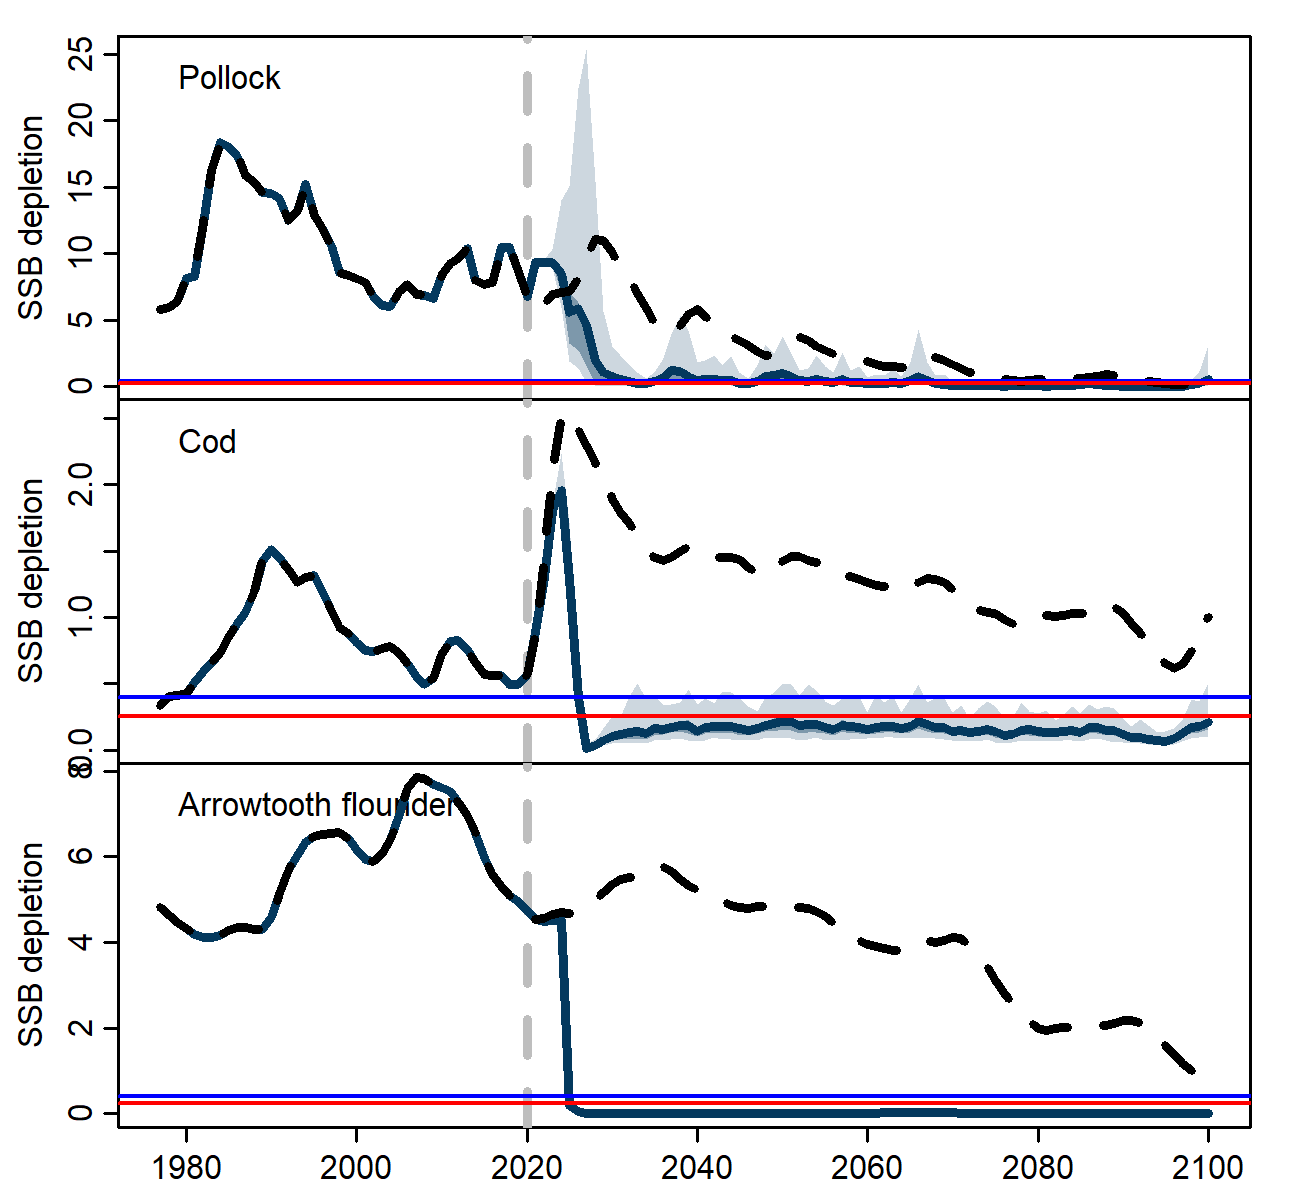 Pollock
SSB depletion
0 5 10 15 20 25
Cod
SSB depletion
0.0 1.0 2.0
Arrowtooth flounder
SSB depletion
0 2 4 6 8
1980 2000 2020 2040 2060 2080 2100